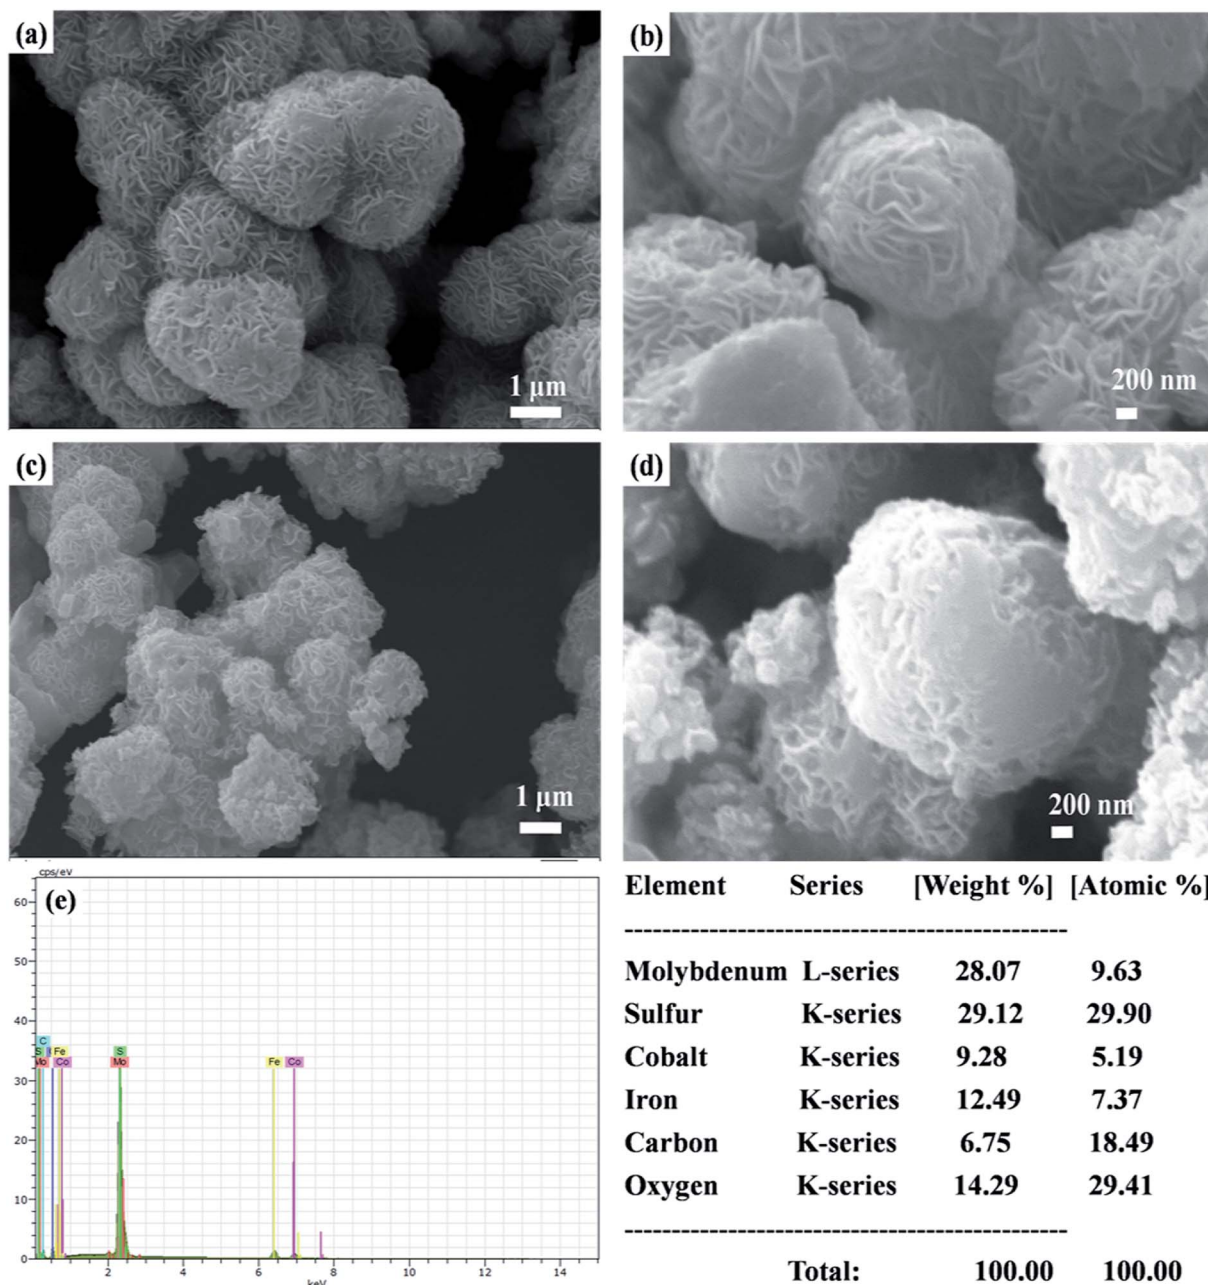 (a)
1 μm
(b)
200 nm
(c)
1 μm
(d)
200 nm
cps/eV
(e)
60
50
40
30
20
10
0
C
S Fe
Mo Co
S
Mo
Fe Co
2 4 6 8 10 12 14
keV
Element Series [Weight %] [Atomic %]
-----------------------------------------------
Molybdenum L-series 28.07 9.63
Sulfur K-series 29.12 29.90
Cobalt K-series 9.28 5.19
Iron K-series 12.49 7.37
Carbon K-series 6.75 18.49
Oxygen K-series 14.29 29.41
-----------------------------------------------
Total: 100.00 100.00